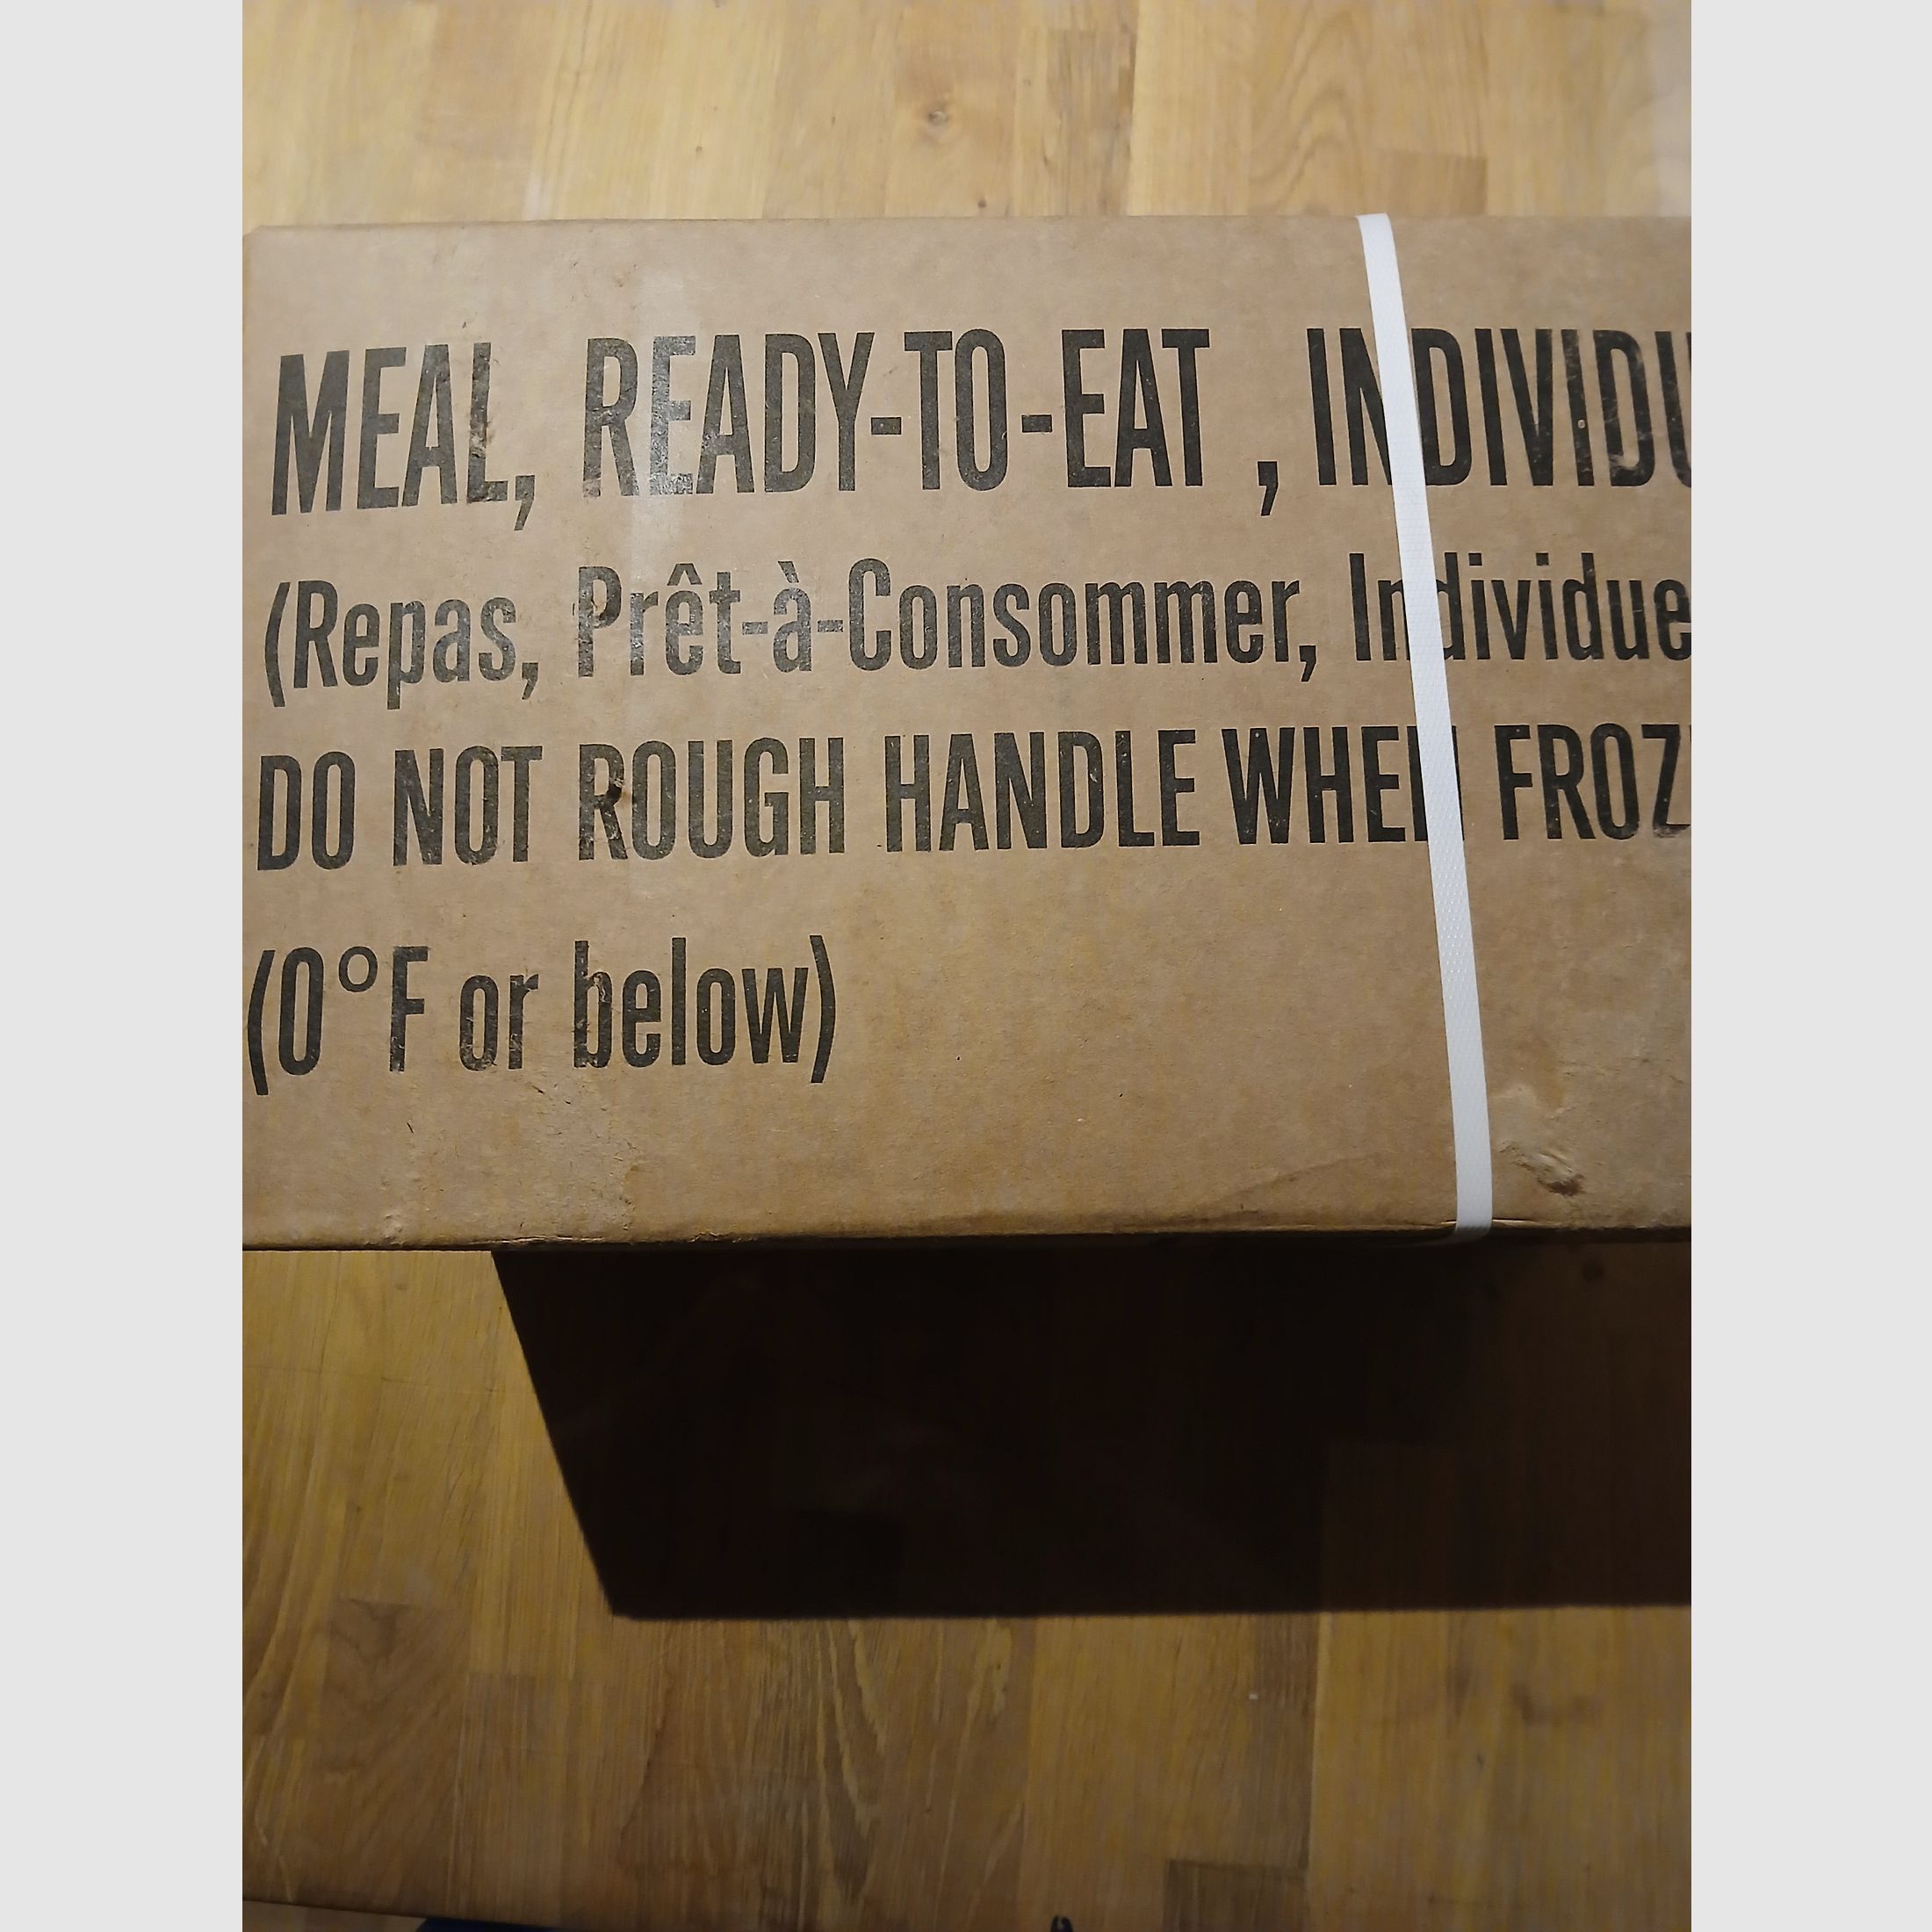 MEAL, READY-TO-EAT , INDIVIDU
(Repas, Prêt-à-Consommer, Individue
DO NOT ROUGH HANDLE WHEN FROZ
(0°F or below)